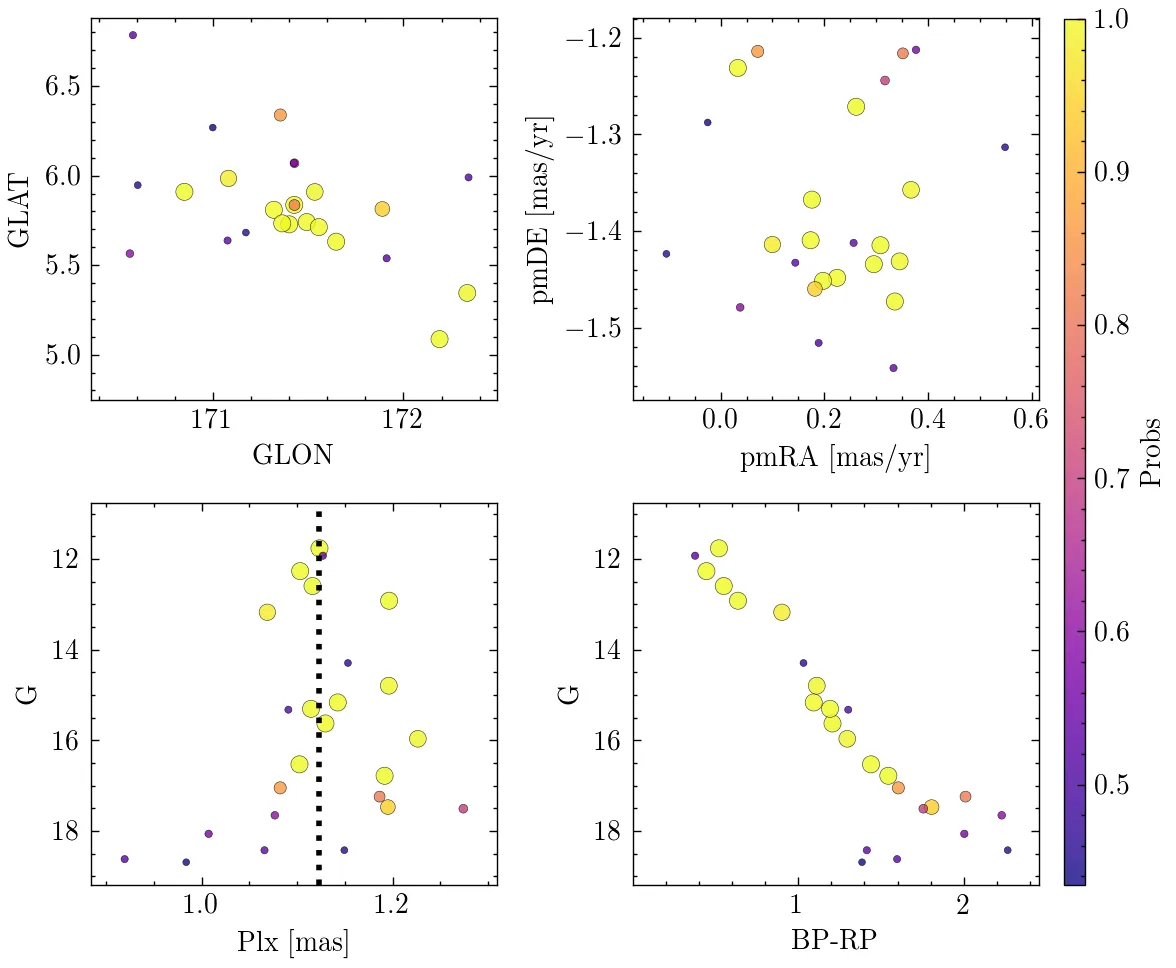 6.5
6.0
5.5
5.0
GLAT
171 172
GLON
−1.2
−1.3
−1.4
−1.5
pmDE [mas/yr]
0.0 0.2 0.4 0.6
pmRA [mas/yr]
12
14
16
18
G
1.0 1.2
Plx [mas]
12
14
16
18
G
1 2
BP-RP
1.0
0.9
0.8
0.7
0.6
0.5
Probs